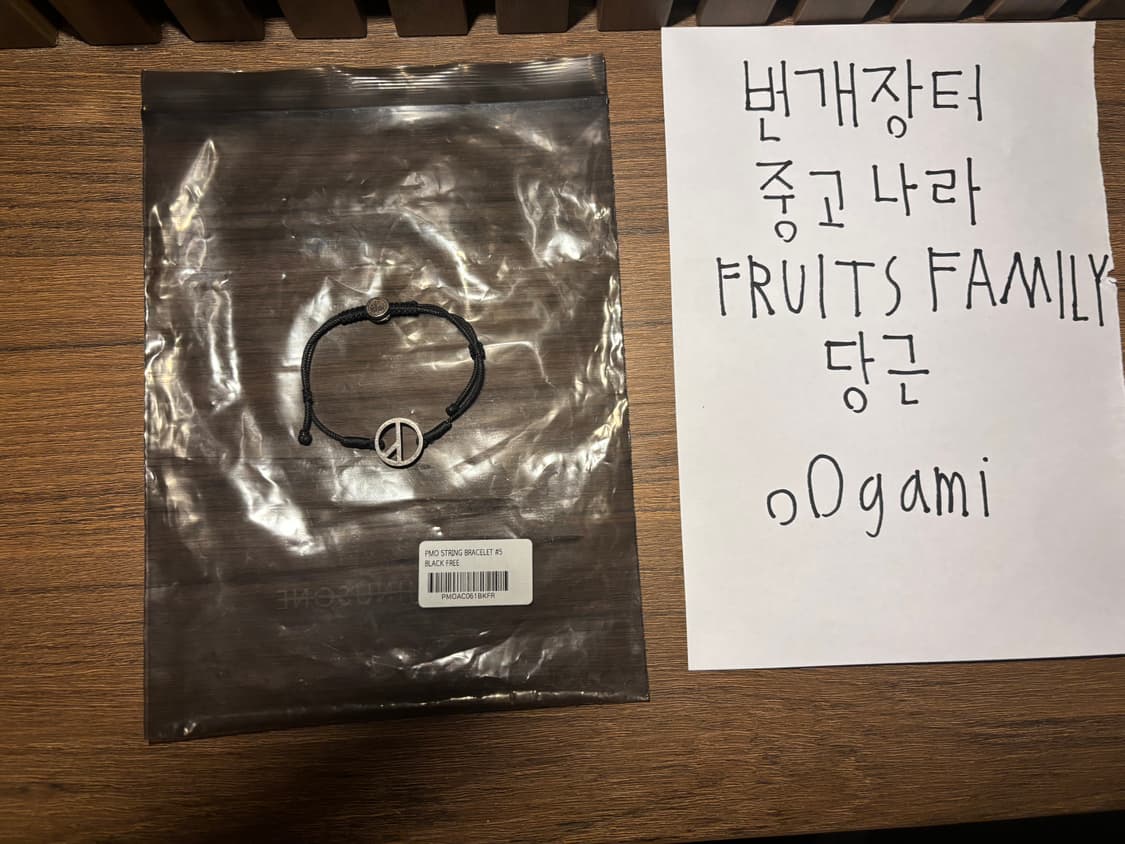 PMO STRING BRACELET #5
BLACK FREE
PMOAC061BKFR
번개장터
중고나라
FRUITS FAMILY
당근
oOgami